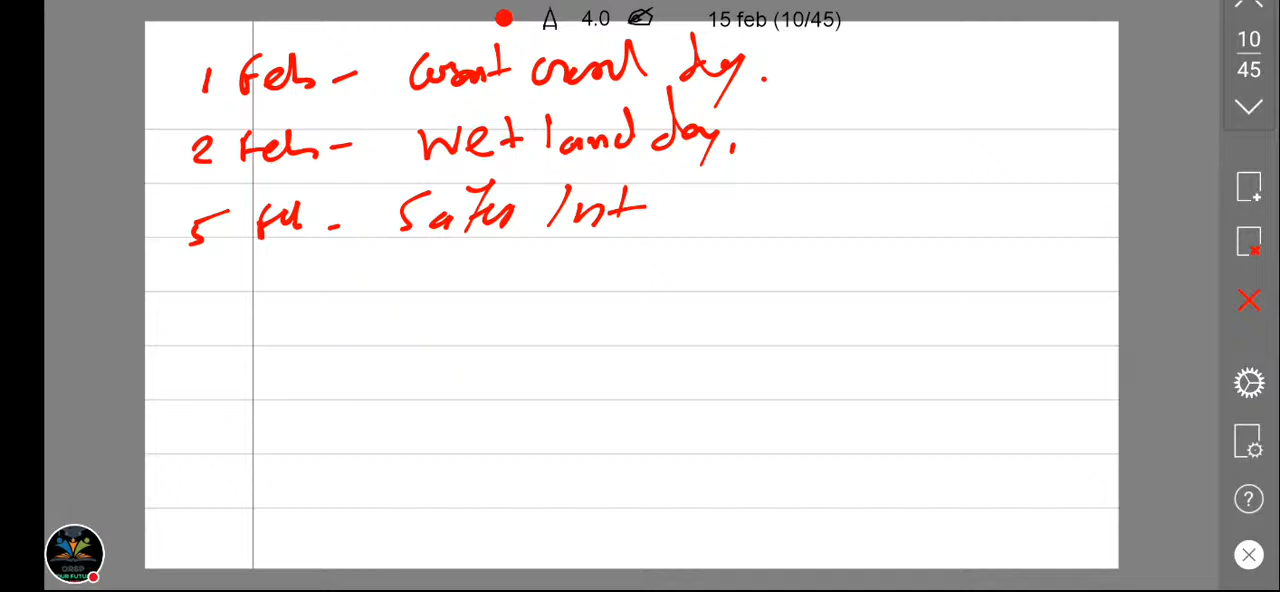 4.0 15 feb (10/45)
10
45
1 Feb - Coast Guard day.
2 Feb - Wetland day.
5 Feb - Safer Int
?